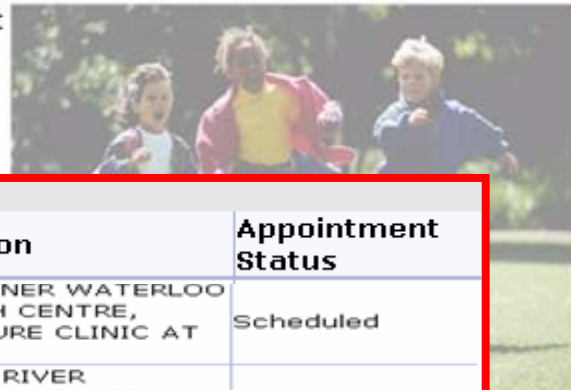 on
Appointment
Status
NER WATERLOO
CENTRE,
URE CLINIC AT
Scheduled
RIVER